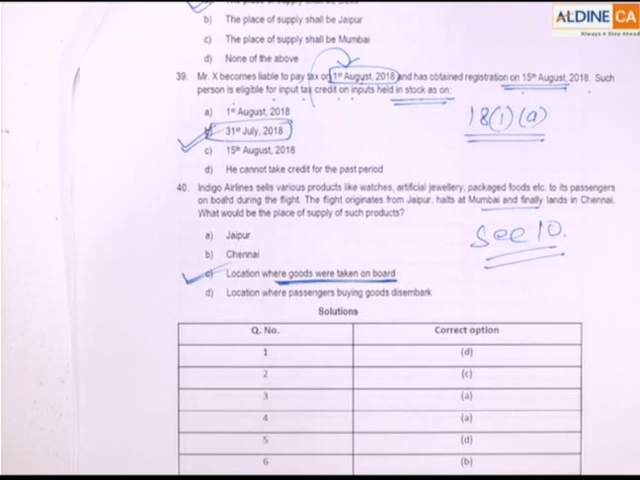 ALDINE CA
Always A Step Ahead
b) The place of supply shall be Jaipur
c) The place of supply shall be Mumbai
d) None of the above
39. Mr. X becomes liable to pay tax on 1st August, 2018 and has obtained registration on 15th August, 2018. Such
person is eligible for input tax credit on inputs held in stock as on:
a) 1st August, 2018
18(1)(a)
b) 31st July, 2018
c) 15th August, 2018
d) He cannot take credit for the past period
40. Indigo Airlines sells various products like watches, artificial jewellery, packaged foods etc. to its passengers
on board during the flight. The flight originates from Jaipur, halts at Mumbai and finally lands in Chennai.
What would be the place of supply of such products?
a) Jaipur
See 10.
b) Chennai
c) Location where goods were taken on board
d) Location where passengers buying goods disembark
Solutions
Q. No. Correct option
1 (d)
2 (c)
3 (a)
4 (a)
5 (d)
6 (b)